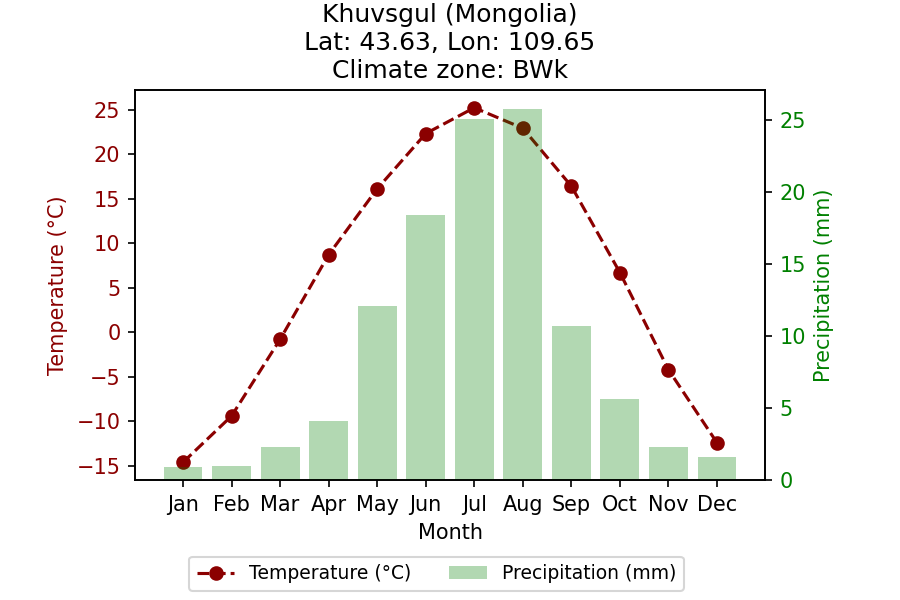 Khuvsgul (Mongolia)
Lat: 43.63, Lon: 109.65
Climate zone: BWk
Temperature (°C)
25
20
15
10
5
0
−5
−10
−15
25
20
15
10
5
0
Precipitation (mm)
Jan Feb Mar Apr May Jun Jul Aug Sep Oct Nov Dec
Month
Temperature (°C) Precipitation (mm)